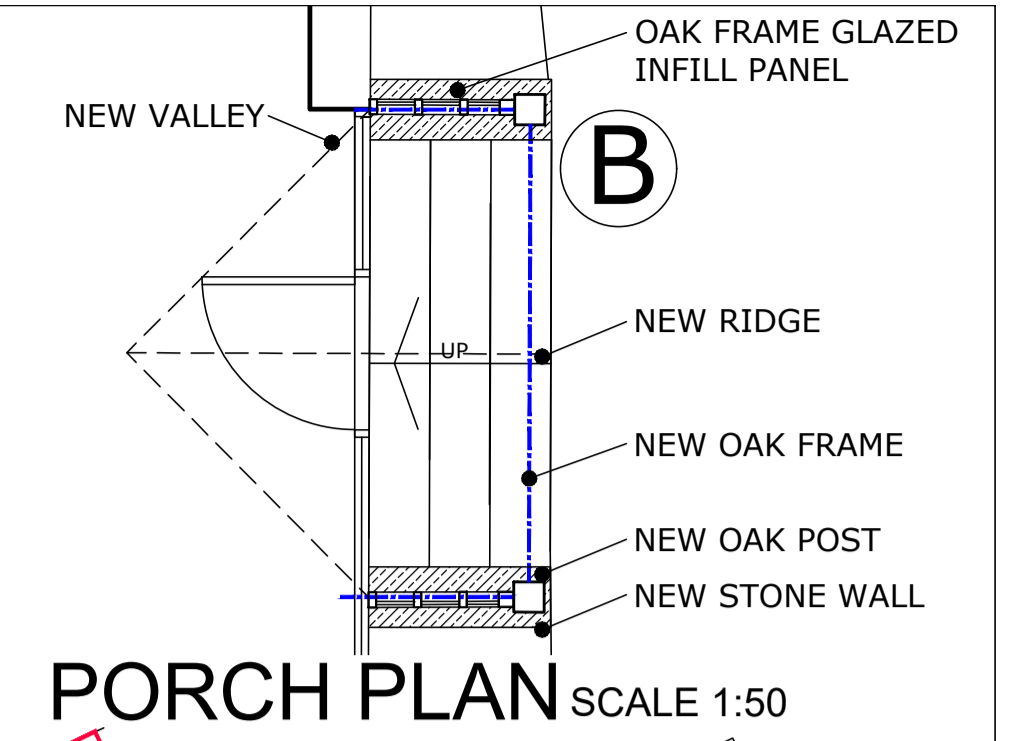 OAK FRAME GLAZED
INFILL PANEL
NEW VALLEY
B
NEW RIDGE
UP
NEW OAK FRAME
NEW OAK POST
NEW STONE WALL
PORCH PLAN SCALE 1:50